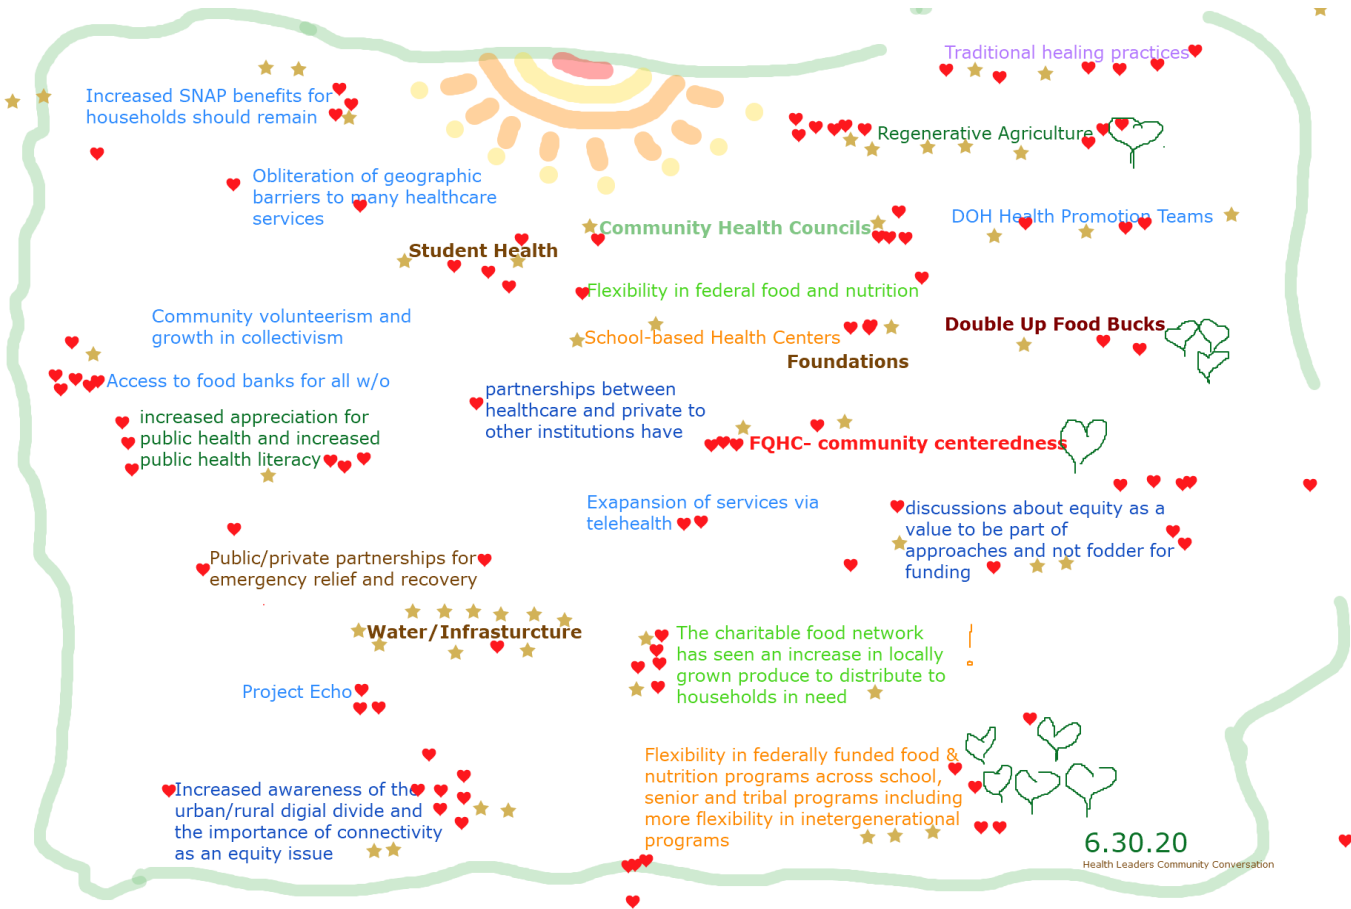 Traditional healing practices
Increased SNAP benefits for
households should remain
Regenerative Agriculture
Obliteration of geographic
barriers to many healthcare
services
Community Health Councils
DOH Health Promotion Teams
Student Health
Flexibility in federal food and nutrition
Community volunteerism and
growth in collectivism
School-based Health Centers
Double Up Food Bucks
Foundations
Access to food banks for all w/o
partnerships between
healthcare and private to
other institutions have
increased appreciation for
public health and increased
public health literacy
FQHC- community centeredness
Exapansion of services via
telehealth
discussions about equity as a
value to be part of
approaches and not fodder for
funding
Public/private partnerships for
emergency relief and recovery
Water/Infrasturcture
The charitable food network
has seen an increase in locally
grown produce to distribute to
households in need
!
Project Echo
Flexibility in federally funded food &
nutrition programs across school,
senior and tribal programs including
more flexibility in inetergenerational
programs
Increased awareness of the
urban/rural digial divide and
the importance of connectivity
as an equity issue
6.30.20
Health Leaders Community Conversation